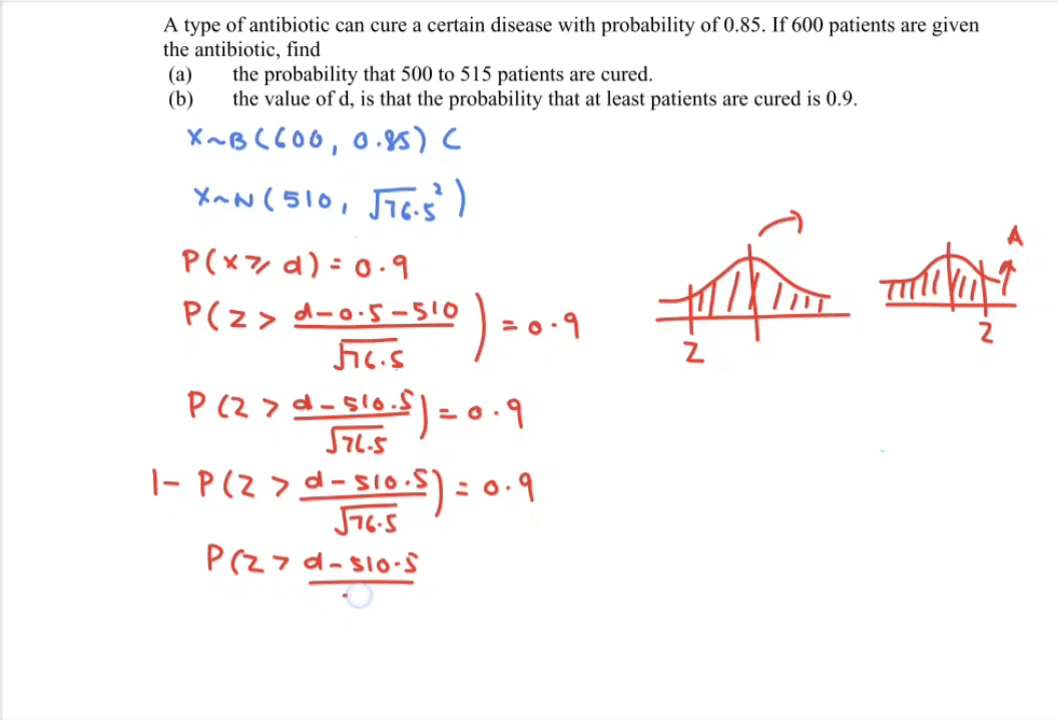 A type of antibiotic can cure a certain disease with probability of 0.85. If 600 patients are given
the antibiotic, find
(a) the probability that 500 to 515 patients are cured.
(b) the value of d, is that the probability that at least patients are cured is 0.9.
X~B(600, 0.85) C
X~N(510, √76.5²)
P(X ≥ d) = 0.9
P(Z > d-0.5-510 / √76.5) = 0.9
P(Z > d-510.5 / √76.5) = 0.9
1- P(Z > d-510.5 / √76.5) = 0.9
P(Z > d-510.5
Z
A
Z